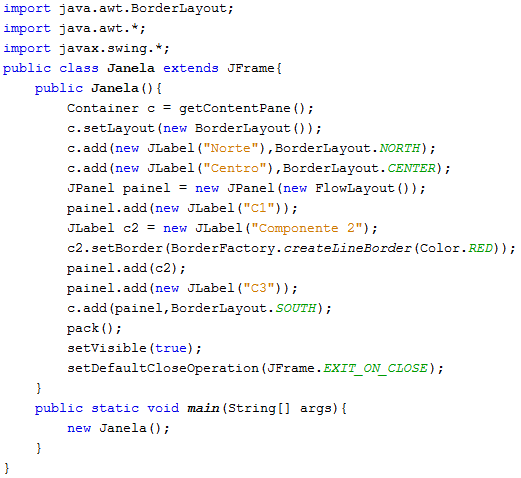 import java.awt.BorderLayout;
import java.awt.*;
import javax.swing.*;
public class Janela extends JFrame{
    public Janela(){
        Container c = getContentPane();
        c.setLayout(new BorderLayout());
        c.add(new JLabel("Norte"),BorderLayout.NORTH);
        c.add(new JLabel("Centro"),BorderLayout.CENTER);
        JPanel painel = new JPanel(new FlowLayout());
        painel.add(new JLabel("C1"));
        JLabel c2 = new JLabel("Componente 2");
        c2.setBorder(BorderFactory.createLineBorder(Color.RED));
        painel.add(c2);
        painel.add(new JLabel("C3"));
        c.add(painel,BorderLayout.SOUTH);
        pack();
        setVisible(true);
        setDefaultCloseOperation(JFrame.EXIT_ON_CLOSE);
    }
    public static void main(String[] args){
        new Janela();
    }
}